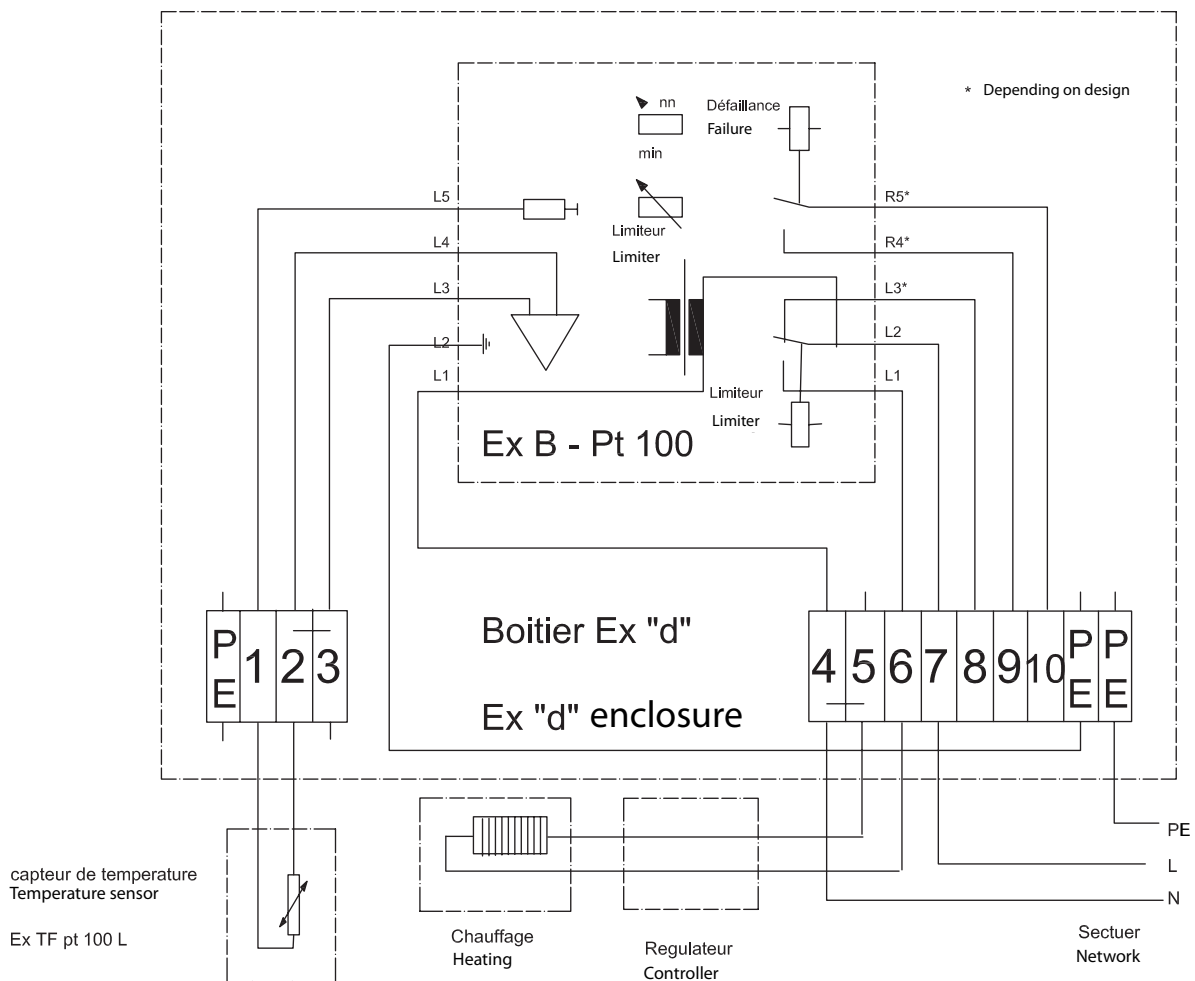 * Depending on design
nn
min
Défaillance
Failure
L5
L4
L3
L2
L1
Limiteur
Limiter
R5*
R4*
L3*
L2
L1
Limiteur
Limiter
Ex B - Pt 100
Boitier Ex "d"
Ex "d" enclosure
PE
1
2
3
4
5
6
7
8
9
10
PE
PE
PE
L
N
capteur de temperature
Temperature sensor
Ex TF pt 100 L
Chauffage
Heating
Regulateur
Controller
Sectuer
Network